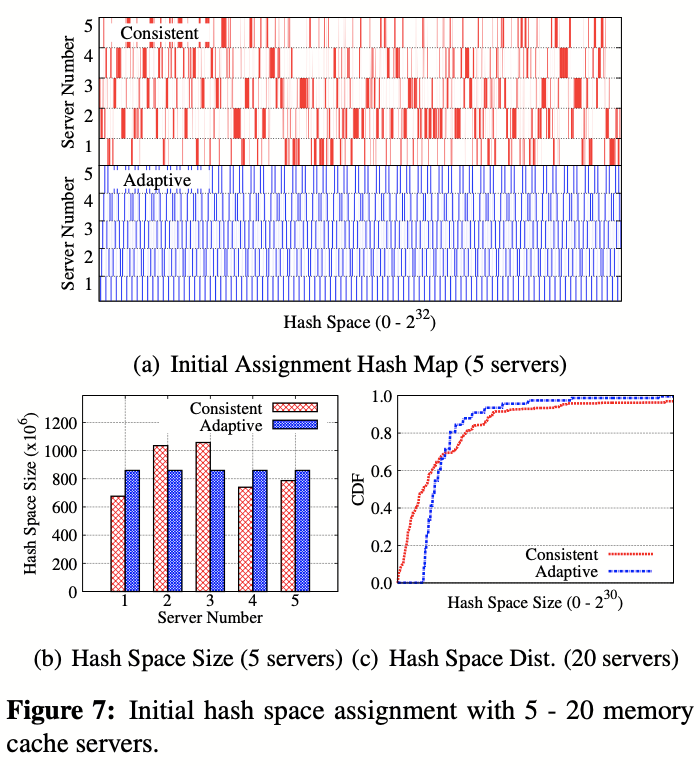 5
Consistent
4
3
2
1
Server Number
5
Adaptive
4
3
2
1
Server Number
Hash Space (0 - 2^32)
(a) Initial Assignment Hash Map (5 servers)
Hash Space Size (x10^6)
1200
1000
800
600
400
200
0
Consistent
Adaptive
1 2 3 4 5
Server Number
CDF
1.0
0.8
0.6
0.4
0.2
0.0
Consistent
Adaptive
Hash Space Size (0 - 2^30)
(b) Hash Space Size (5 servers) (c) Hash Space Dist. (20 servers)
Figure 7: Initial hash space assignment with 5 - 20 memory
cache servers.